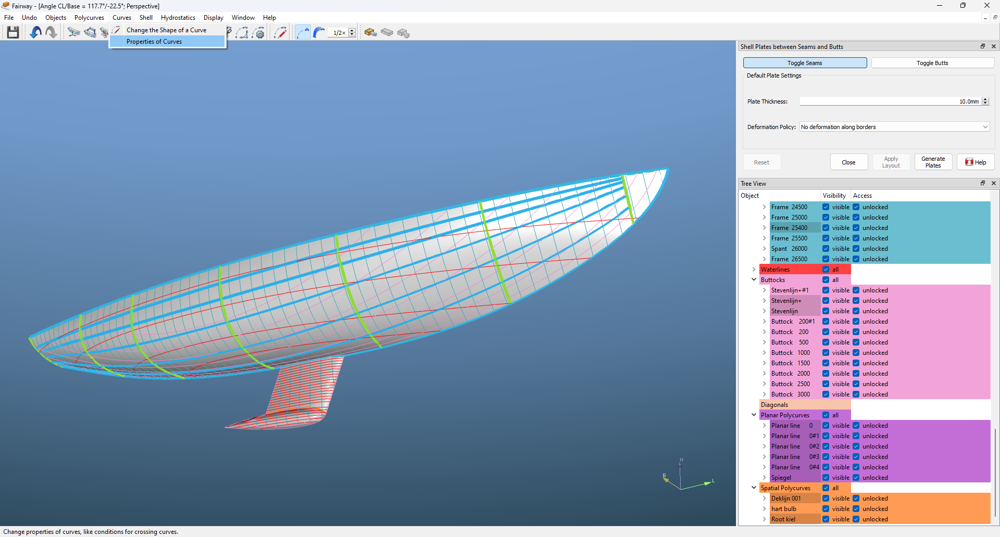 Fairway - [Angle CL/Base = 117.7°/-22.5°; Perspective]
File Undo Objects Polycurves Curves Shell Hydrostatics Display Window Help
Change the Shape of a Curve
Properties of Curves
1/2×
Shell Plates between Seams and Butts
Toggle Seams Toggle Butts
Default Plate Settings
Plate Thickness: 10.0mm
Deformation Policy: No deformation along borders
Reset Close Apply Layout Generate Plates Help
Tree View
Object Visibility Access
Frame 24500 visible unlocked
Frame 25000 visible unlocked
Frame 25400 visible unlocked
Frame 25500 visible unlocked
Spant 26000 visible unlocked
Frame 26500 visible unlocked
Waterlines all
Buttocks all
Stevenlijn+#1 visible unlocked
Stevenlijn+ visible unlocked
Stevenlijn visible unlocked
Buttock 200#1 visible unlocked
Buttock 200 visible unlocked
Buttock 500 visible unlocked
Buttock 1000 visible unlocked
Buttock 1500 visible unlocked
Buttock 2000 visible unlocked
Buttock 2500 visible unlocked
Buttock 3000 visible unlocked
Diagonals
Planar Polycurves all
Planar line 0 visible unlocked
Planar line 0#1 visible unlocked
Planar line 0#2 visible unlocked
Planar line 0#3 visible unlocked
Planar line 0#4 visible unlocked
Spiegel visible unlocked
Spatial Polycurves all
Deklijn 001 visible unlocked
hart bulb visible unlocked
Root kiel visible unlocked
H
B
L
Change properties of curves, like conditions for crossing curves.